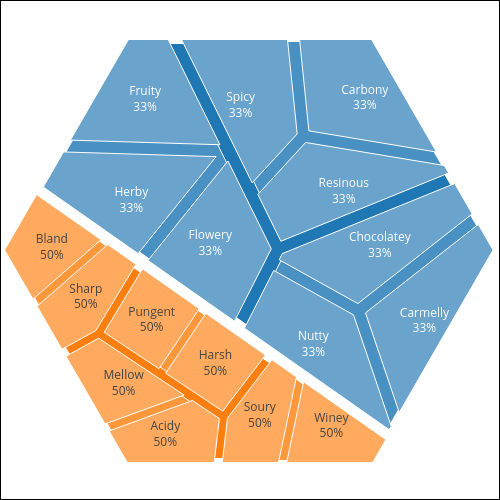 Fruity
33%
Spicy
33%
Carbony
33%
Herby
33%
Resinous
33%
Flowery
33%
Chocolatey
33%
Carmelly
33%
Nutty
33%
Bland
50%
Sharp
50%
Pungent
50%
Harsh
50%
Mellow
50%
Acidy
50%
Soury
50%
Winey
50%